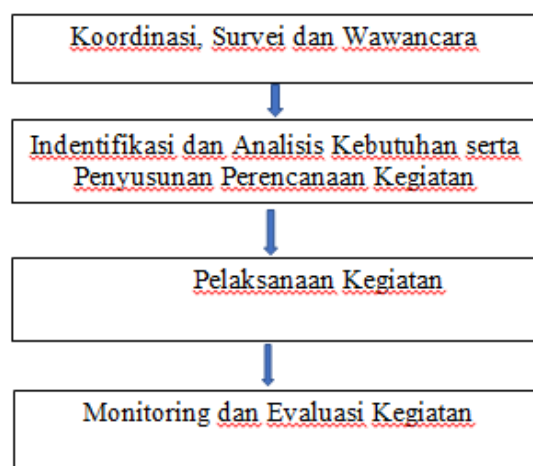 Koordinasi, Survei dan Wawancara
Indentifikasi dan Analisis Kebutuhan serta
Penyusunan Perencanaan Kegiatan
Pelaksanaan Kegiatan
Monitoring dan Evaluasi Kegiatan